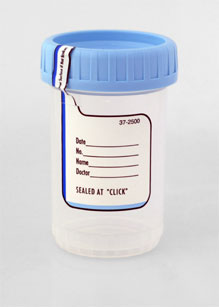 37-2500
Date
No.
Name
Doctor
SEALED AT "CLICK"